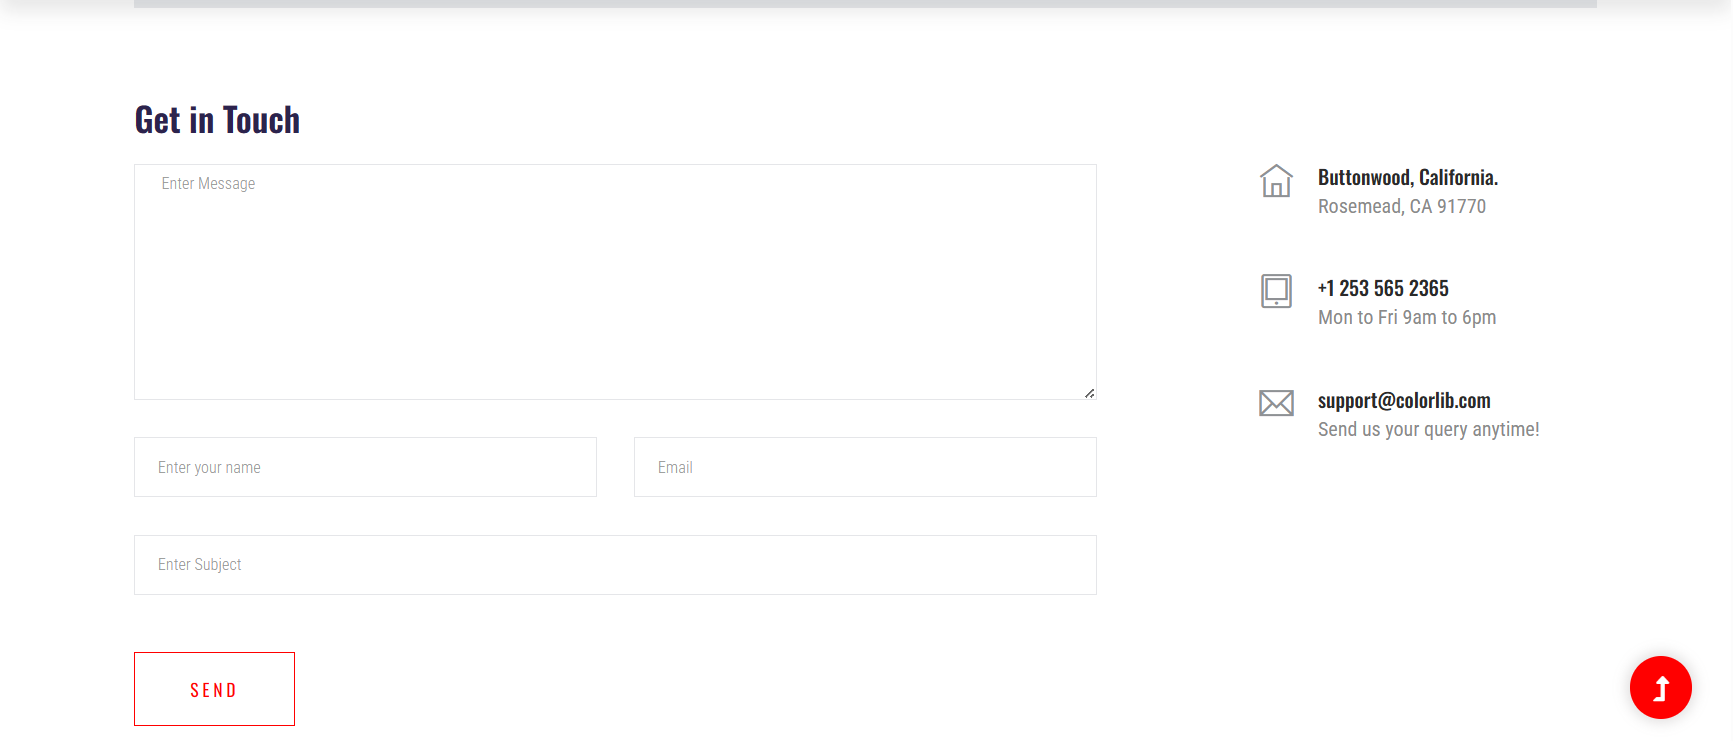 Get in Touch
Enter Message
Enter your name
Email
Enter Subject
SEND
Buttonwood, California.
Rosemead, CA 91770
+1 253 565 2365
Mon to Fri 9am to 6pm
support@colorlib.com
Send us your query anytime!